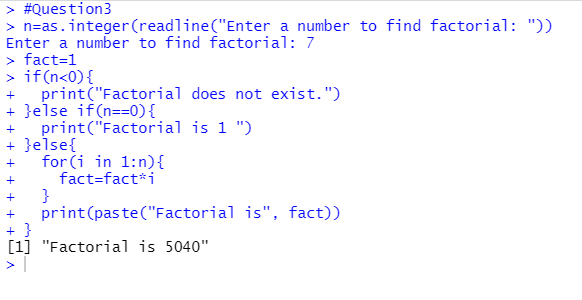 > #Question3
> n=as.integer(readline("Enter a number to find factorial: "))
Enter a number to find factorial: 7
> fact=1
> if(n<0){
+   print("Factorial does not exist.")
+ }else if(n==0){
+   print("Factorial is 1 ")
+ }else{
+   for(i in 1:n){
+     fact=fact*i
+   }
+   print(paste("Factorial is", fact))
+ }
[1] "Factorial is 5040"
>